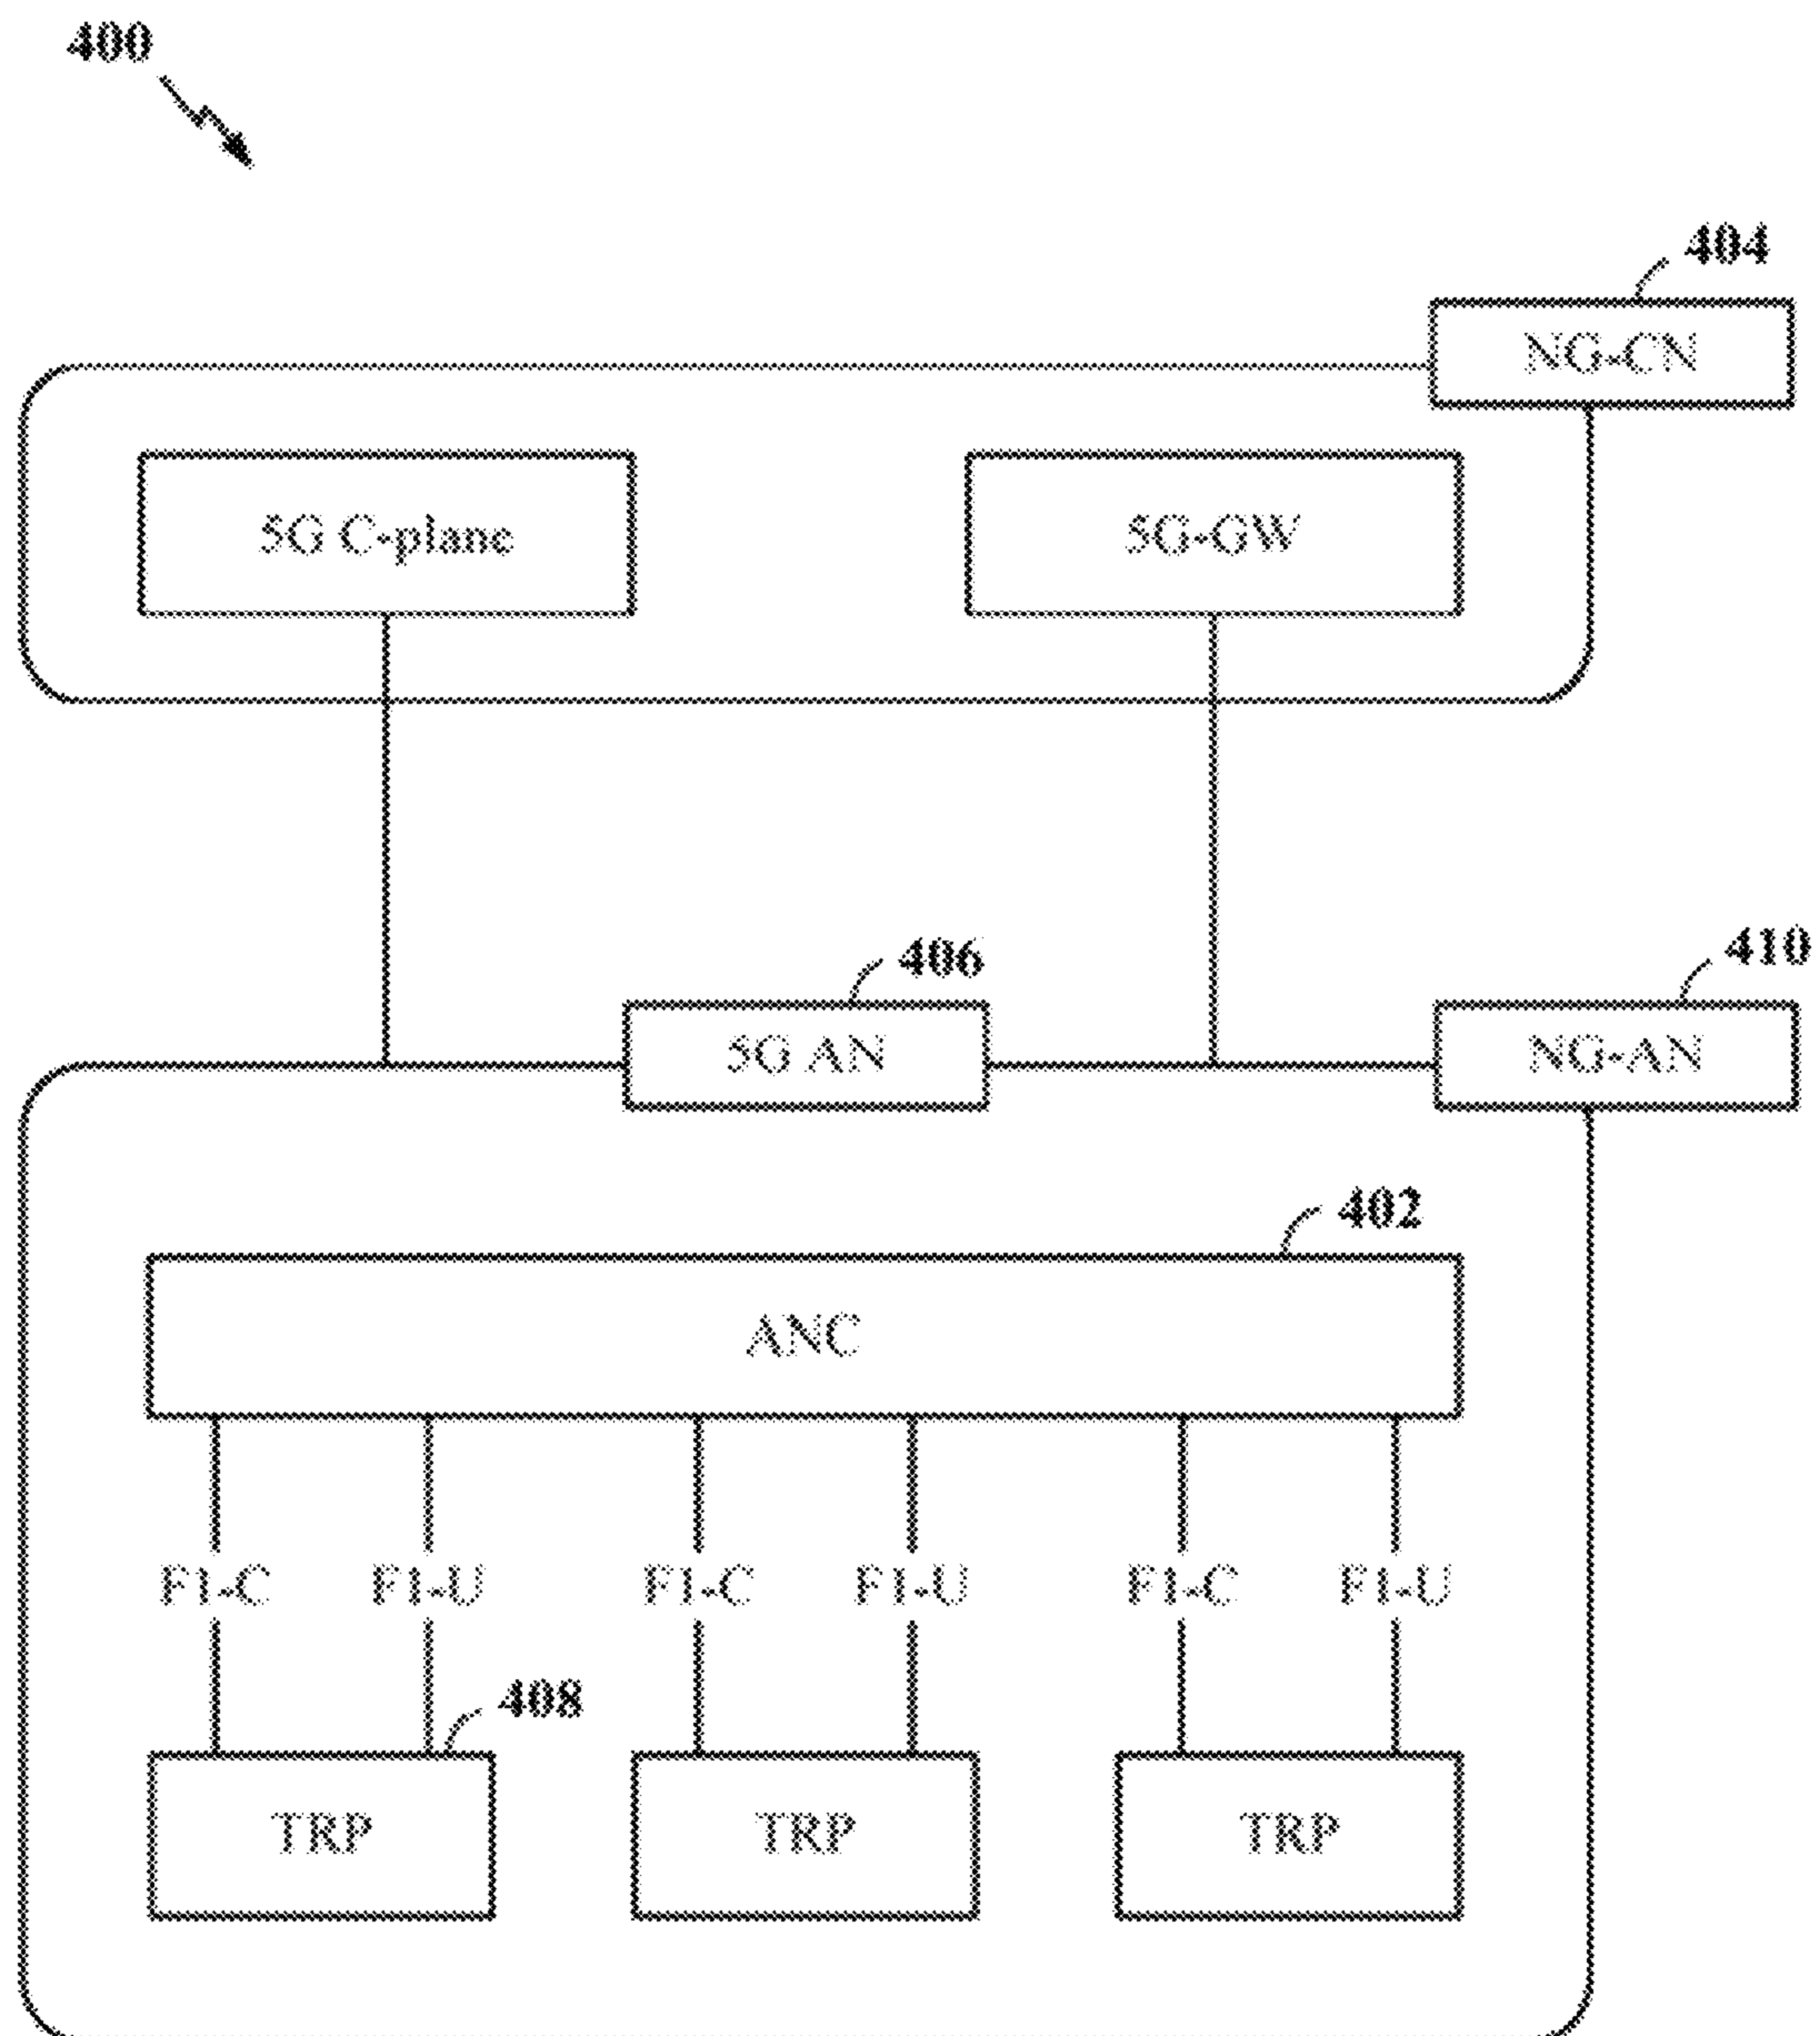 400
404
NG-CN
5G C-plane
5G-GW
406
410
5G AN
NG-AN
402
ANC
F1-C F1-U F1-C F1-U F1-C F1-U
408
TRP TRP TRP